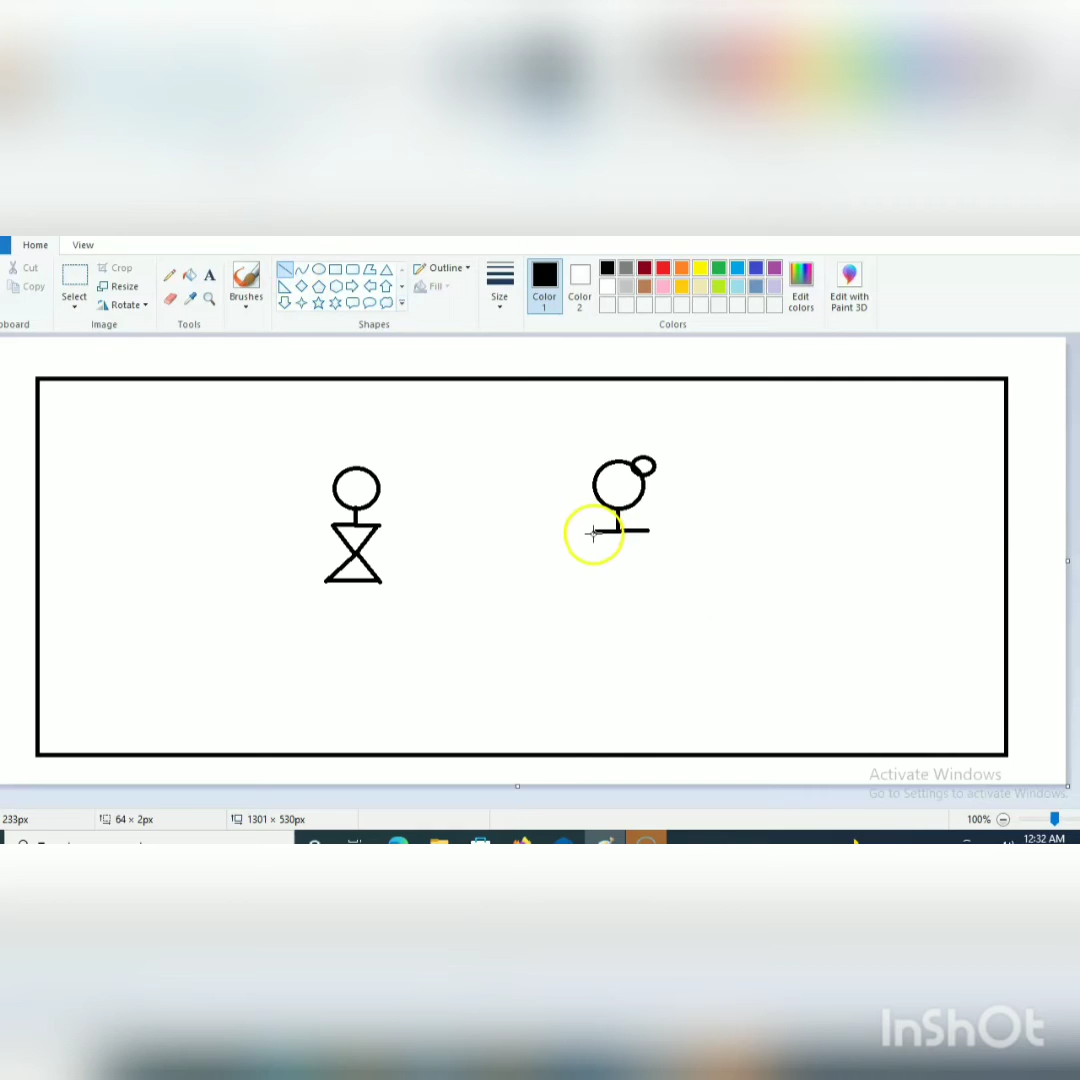 Home View
Cut
Copy
Select
Crop
Resize
Rotate
Brushes
Outline
Fill
Size
Color 1
Color 2
Edit colors
Edit with Paint 3D
board
Image
Tools
Shapes
Colors
Activate Windows
Go to Settings to activate Windows.
233px
64 × 2px
1301 × 530px
100%
12:32 AM
InShOt